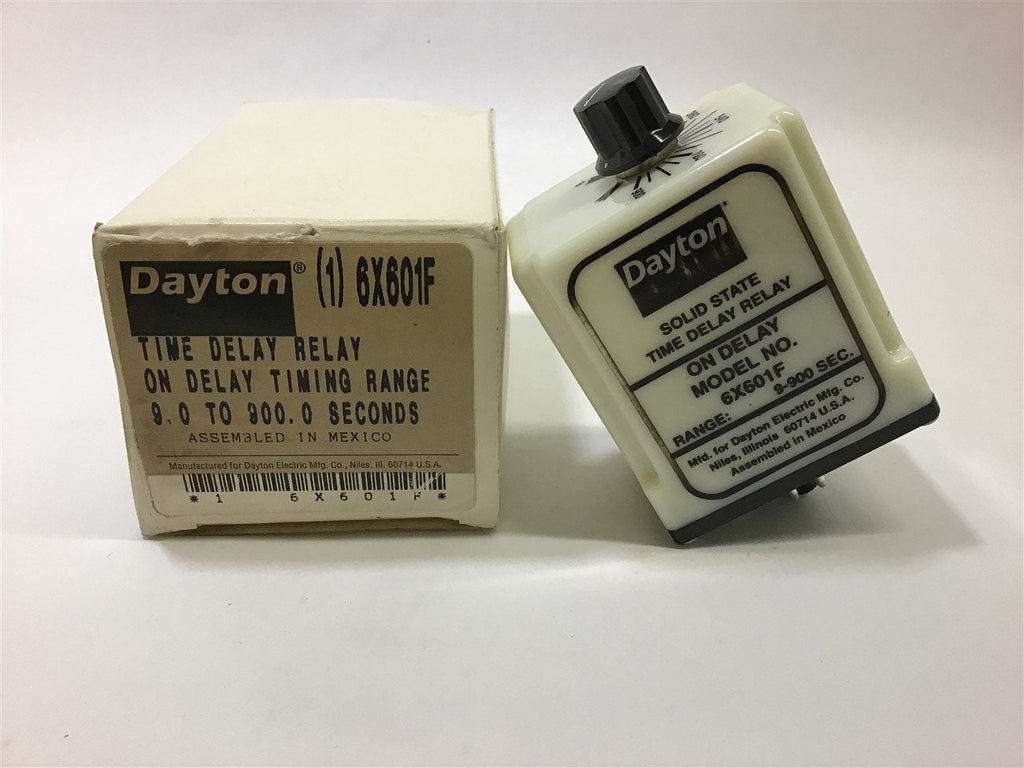 Dayton® (1) 6X601F
TIME DELAY RELAY
ON DELAY TIMING RANGE
9.0 TO 900.0 SECONDS
ASSEMBLED IN MEXICO
Manufactured for Dayton Electric Mfg. Co., Niles, Ill. 60714 U.S.A.
*1 6X601F*
Dayton
SOLID STATE
TIME DELAY RELAY
ON DELAY
MODEL NO.
6X601F
RANGE: 9-900 SEC.
Mfd. for Dayton Electric Mfg. Co.
Niles, Illinois 60714 U.S.A.
Assembled in Mexico